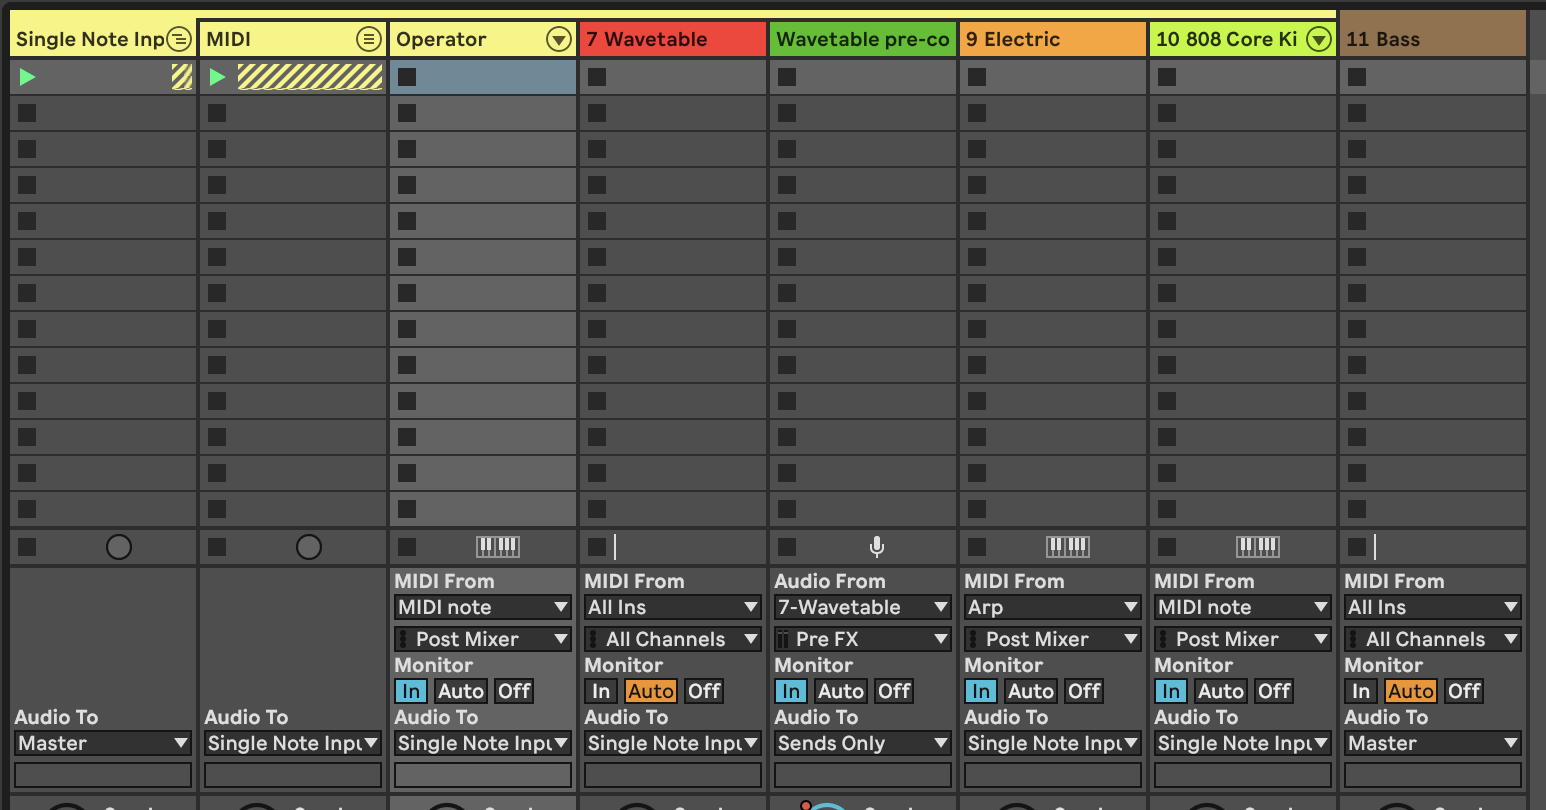 Single Note Inp MIDI Operator 7 Wavetable Wavetable pre-co 9 Electric 10 808 Core Ki 11 Bass
MIDI From MIDI From Audio From MIDI From MIDI From MIDI From
MIDI note All Ins 7-Wavetable Arp MIDI note All Ins
Post Mixer All Channels Pre FX Post Mixer Post Mixer All Channels
Monitor Monitor Monitor Monitor Monitor Monitor
In Auto Off In Auto Off In Auto Off In Auto Off In Auto Off In Auto Off
Audio To Audio To Audio To Audio To Audio To Audio To Audio To Audio To
Master Single Note Inpu Single Note Inpu Single Note Inpu Sends Only Single Note Inpu Single Note Inpu Master